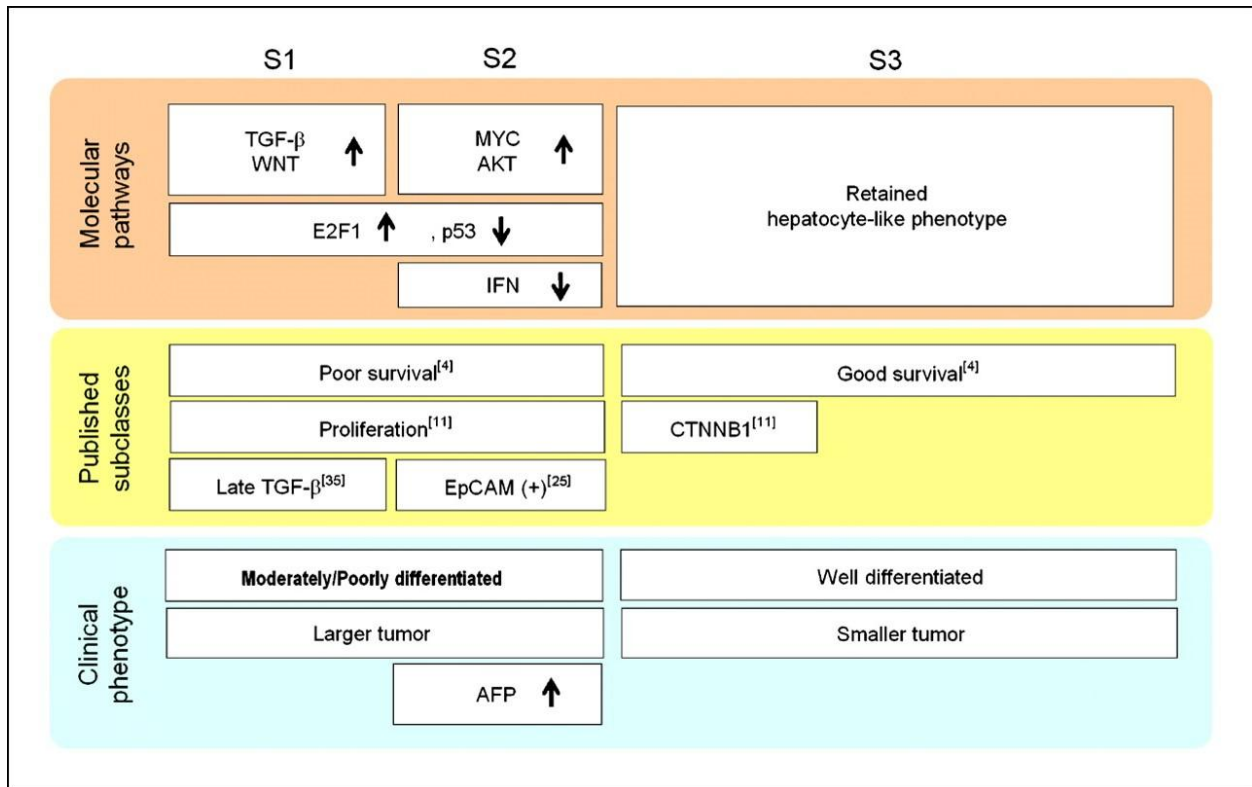 S1 S2 S3
Molecular
pathways
TGF-β
WNT
MYC
AKT
Retained
hepatocyte-like phenotype
E2F1 , p53
IFN
Published
subclasses
Poor survival[4] Good survival[4]
Proliferation[11] CTNNB1[11]
Late TGF-β[35] EpCAM (+)[25]
Clinical
phenotype
Moderately/Poorly differentiated Well differentiated
Larger tumor Smaller tumor
AFP